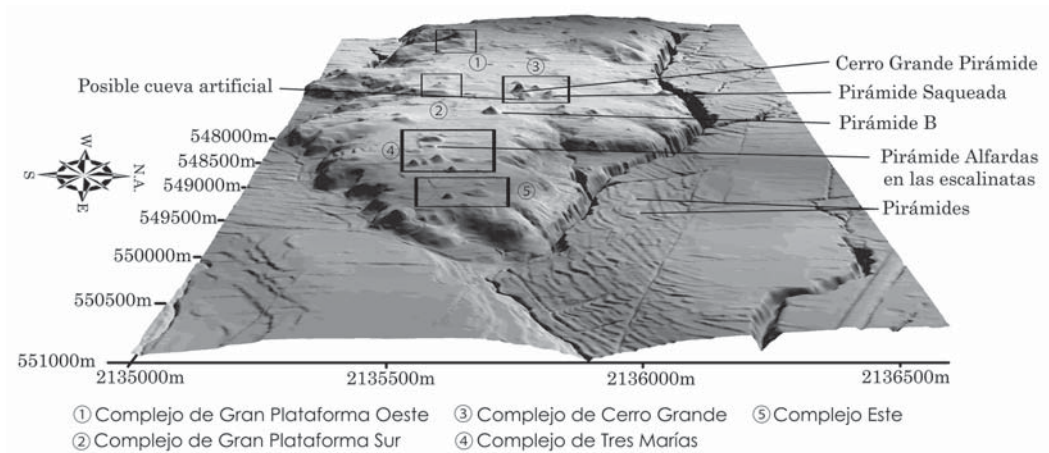 Posible cueva artificial
①
③
②
④
⑤
Cerro Grande Pirámide
Pirámide Saqueada
Pirámide B
Pirámide Alfardas
en las escalinatas
Pirámides
W
S
N.A
E
548000m
548500m
549000m
549500m
550000m
550500m
551000m
2135000m
2135500m
2136000m
2136500m
① Complejo de Gran Plataforma Oeste
③ Complejo de Cerro Grande
⑤ Complejo Este
② Complejo de Gran Plataforma Sur
④ Complejo de Tres Marías